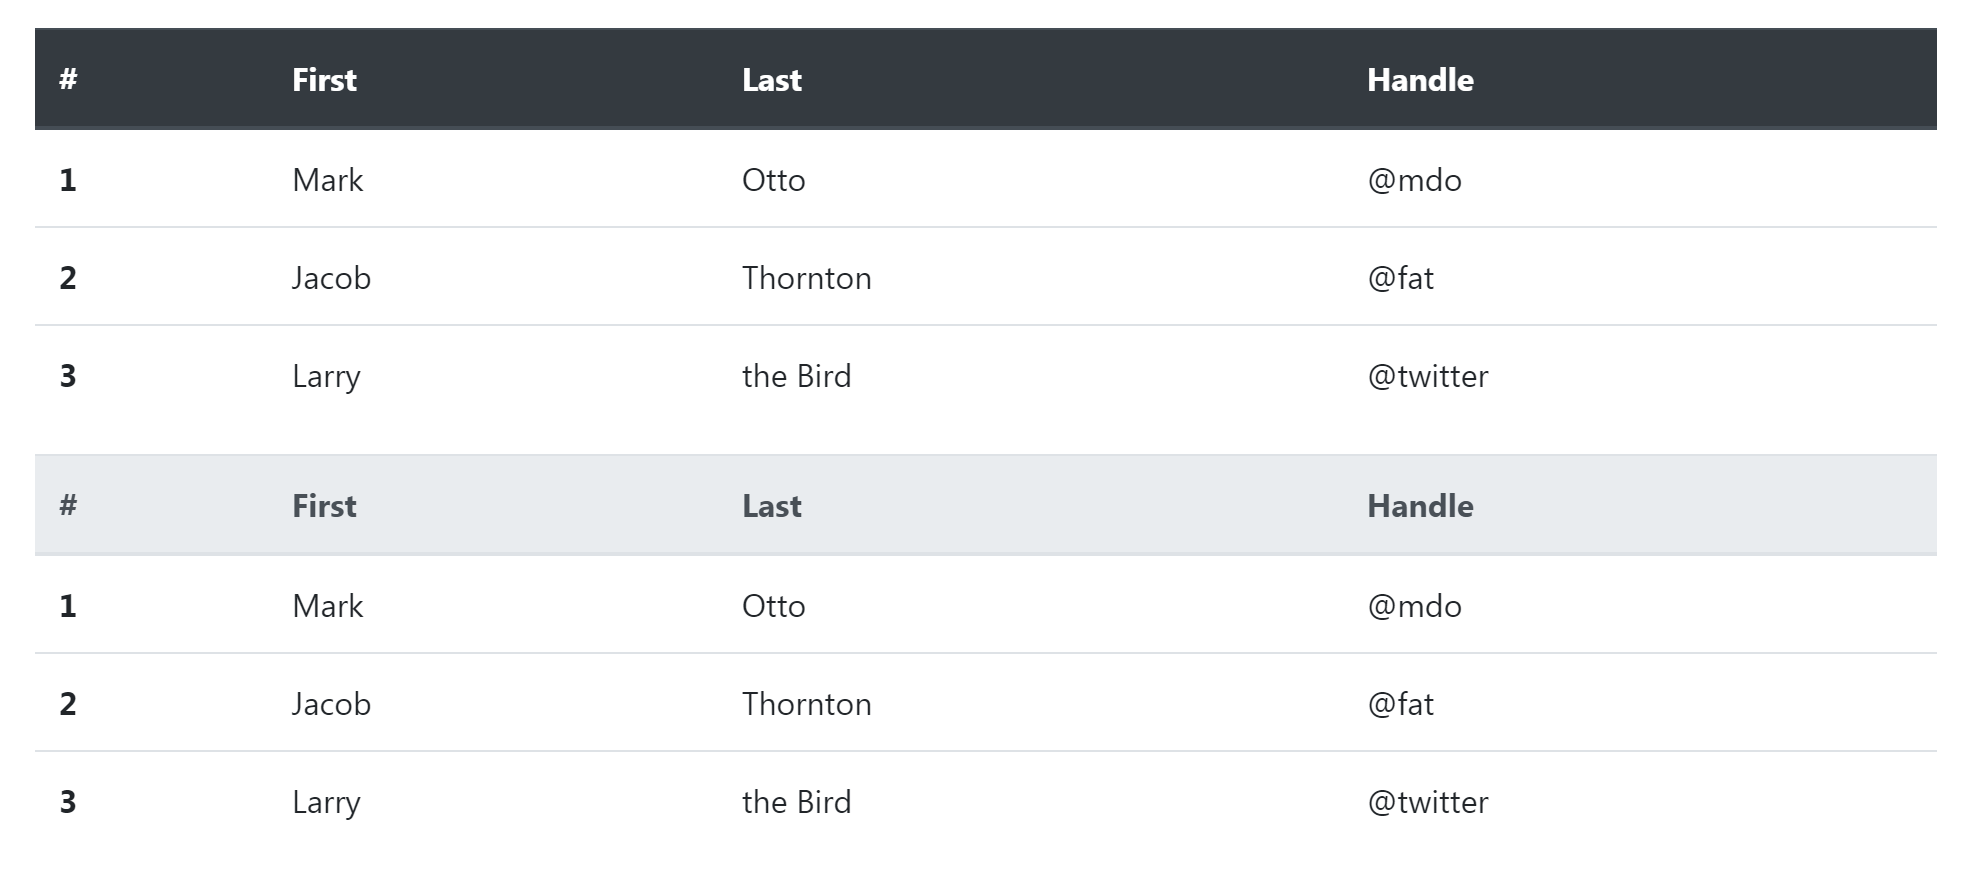 # First Last Handle
1 Mark Otto @mdo
2 Jacob Thornton @fat
3 Larry the Bird @twitter
# First Last Handle
1 Mark Otto @mdo
2 Jacob Thornton @fat
3 Larry the Bird @twitter